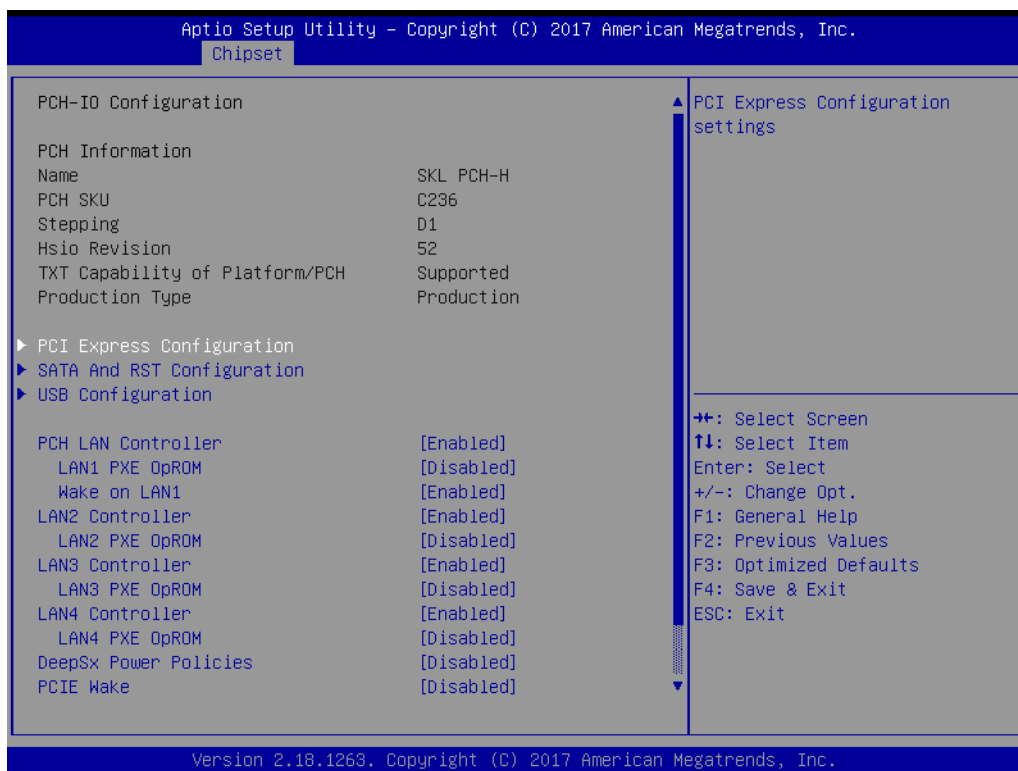 Aptio Setup Utility – Copyright (C) 2017 American Megatrends, Inc.
Chipset
PCH-IO Configuration
PCH Information
Name SKL PCH-H
PCH SKU C236
Stepping D1
Hsio Revision 52
TXT Capability of Platform/PCH Supported
Production Type Production
▶ PCI Express Configuration
▶ SATA And RST Configuration
▶ USB Configuration
PCH LAN Controller [Enabled]
LAN1 PXE OpROM [Disabled]
Wake on LAN1 [Enabled]
LAN2 Controller [Enabled]
LAN2 PXE OpROM [Disabled]
LAN3 Controller [Enabled]
LAN3 PXE OpROM [Disabled]
LAN4 Controller [Enabled]
LAN4 PXE OpROM [Disabled]
DeepSx Power Policies [Disabled]
PCIE Wake [Disabled]
PCI Express Configuration
settings
→←: Select Screen
↑↓: Select Item
Enter: Select
+/-: Change Opt.
F1: General Help
F2: Previous Values
F3: Optimized Defaults
F4: Save & Exit
ESC: Exit
Version 2.18.1263. Copyright (C) 2017 American Megatrends, Inc.